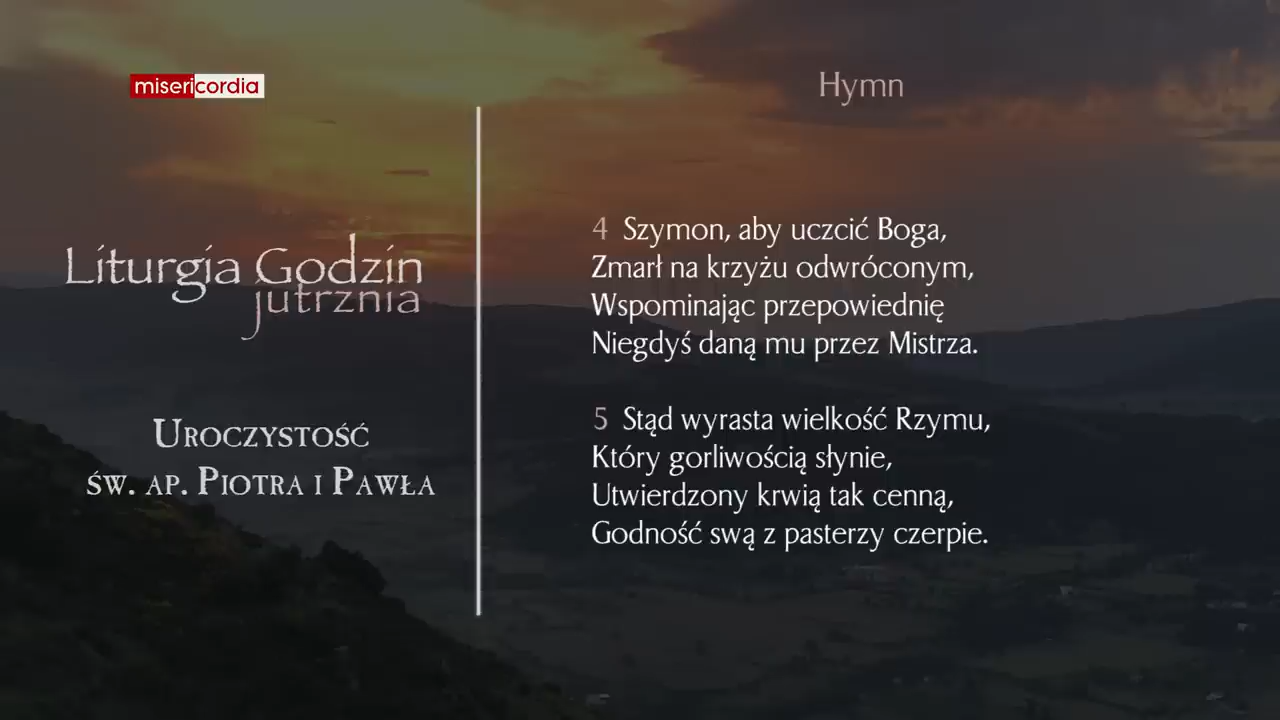 misericordia
Liturgia Godzin
jutrznia
Uroczystość
św. ap. Piotra i Pawła
Hymn
4 Szymon, aby uczcić Boga,
Zmarł na krzyżu odwróconym,
Wspominając przepowiednię
Niegdyś daną mu przez Mistrza.
5 Stąd wyrasta wielkość Rzymu,
Który gorliwością słynie,
Utwierdzony krwią tak cenną,
Godność swą z pasterzy czerpie.